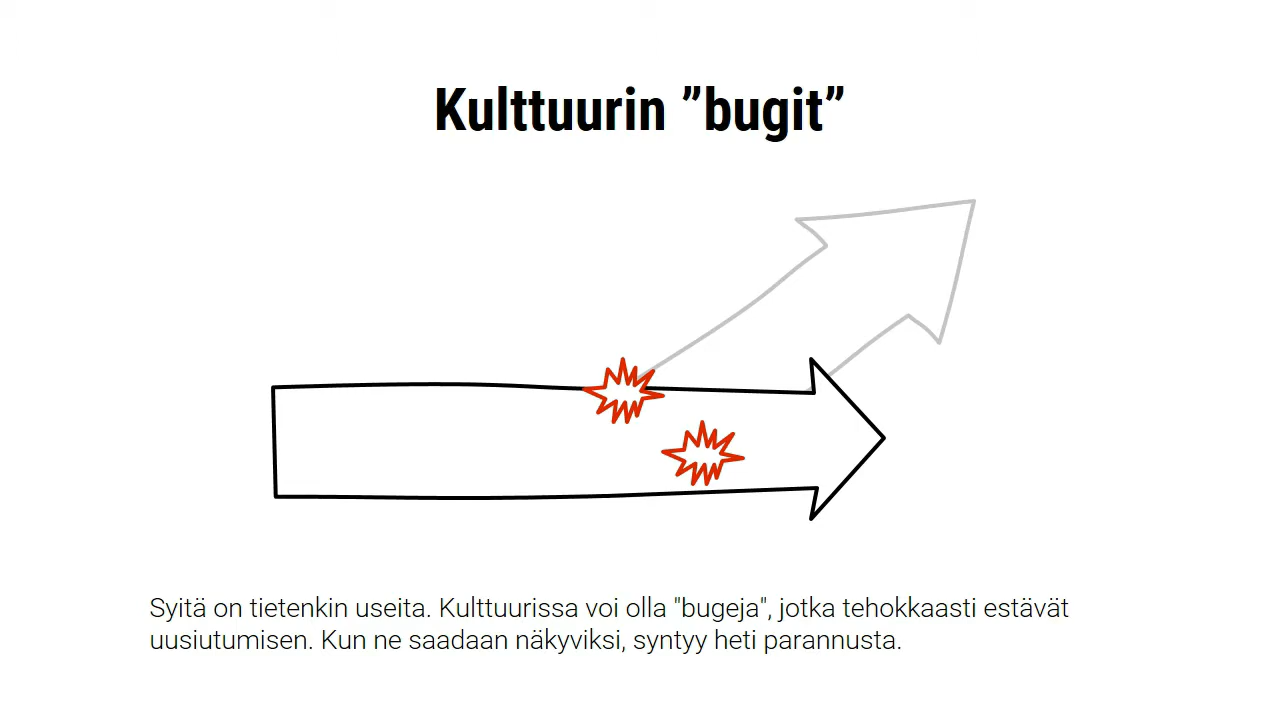 Kulttuurin ”bugit”
Syitä on tietenkin useita. Kulttuurissa voi olla "bugeja", jotka tehokkaasti estävät
uusiutumisen. Kun ne saadaan näkyviksi, syntyy heti parannusta.